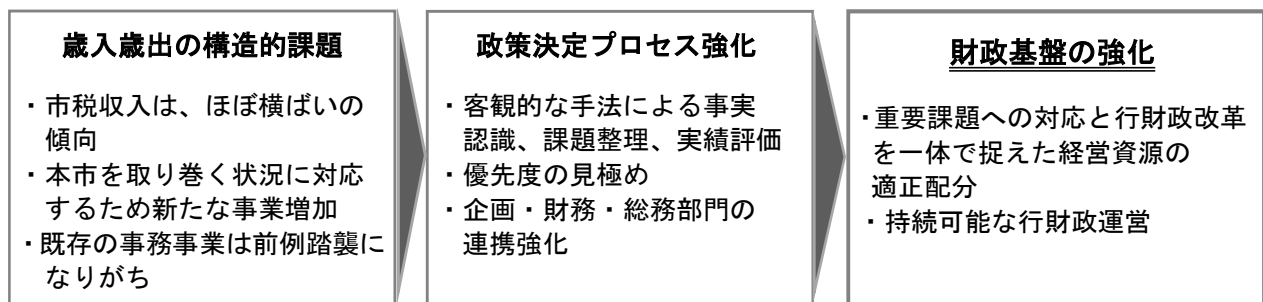 歳入歳出の構造的課題
・市税収入は、ほぼ横ばいの
傾向
・本市を取り巻く状況に対応
するため新たな事業増加
・既存の事務事業は前例踏襲に
なりがち
政策決定プロセス強化
・客観的な手法による事実
認識、課題整理、実績評価
・優先度の見極め
・企画・財務・総務部門の
連携強化
財政基盤の強化
・重要課題への対応と行財政改革
を一体で捉えた経営資源の
適正配分
・持続可能な行財政運営